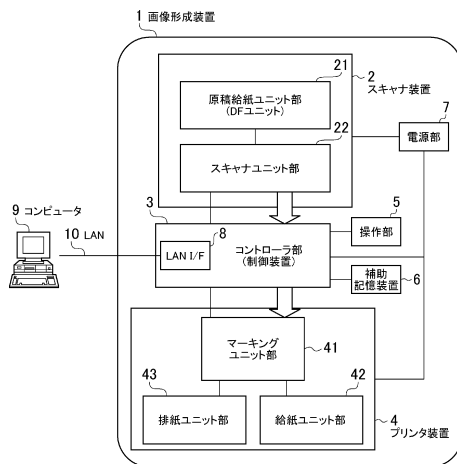 1 画像形成装置
21
原稿給紙ユニット部
(DFユニット)
2
スキャナ装置
22
スキャナユニット部
7
電源部
3
8
5
操作部
9 コンピュータ
10 LAN
LAN I/F
コントローラ部
(制御装置)
補助
記憶装置
6
マーキング
ユニット部
41
43
排紙ユニット部
42
給紙ユニット部
4
プリンタ装置